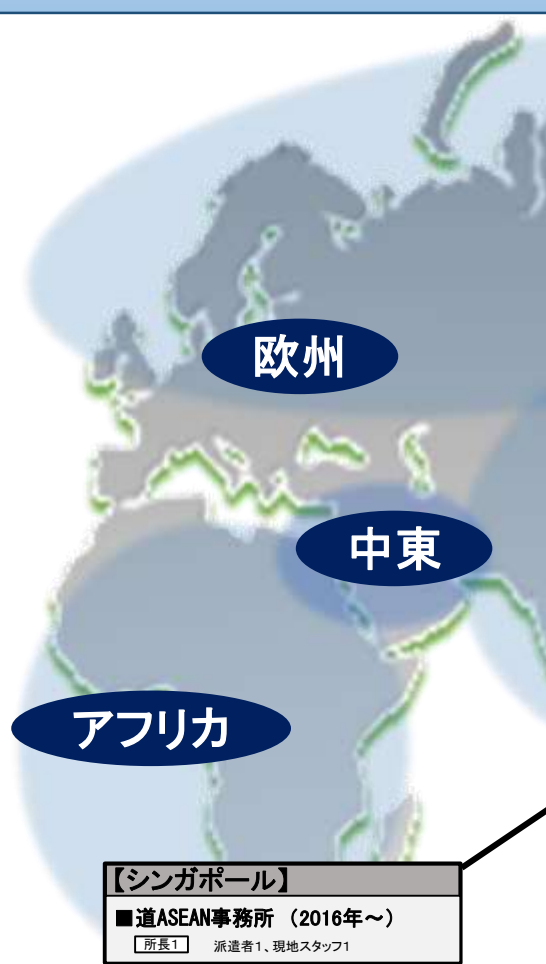 欧州
中東
アフリカ
【シンガポール】
■道ASEAN事務所 （2016年～）
所長1 派遣者1、現地スタッフ1